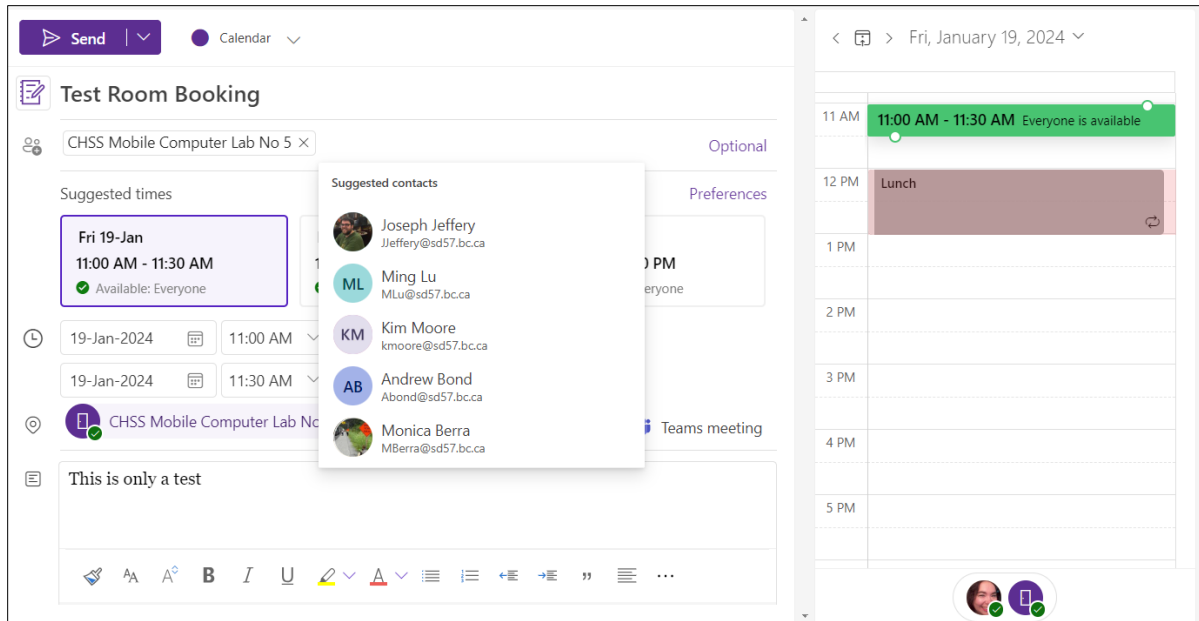 Send
Calendar
Test Room Booking
CHSS Mobile Computer Lab No 5
Optional
Suggested times
Preferences
Fri 19-Jan
11:00 AM - 11:30 AM
Available: Everyone
19-Jan-2024
11:00 AM
19-Jan-2024
11:30 AM
CHSS Mobile Computer Lab No
Teams meeting
This is only a test
B I U
Suggested contacts
Joseph Jeffery
JJeffery@sd57.bc.ca
ML
Ming Lu
MLu@sd57.bc.ca
KM
Kim Moore
kmoore@sd57.bc.ca
AB
Andrew Bond
Abond@sd57.bc.ca
Monica Berra
MBerra@sd57.bc.ca
PM
Fri, January 19, 2024
11 AM
11:00 AM - 11:30 AM Everyone is available
12 PM
Lunch
1 PM
2 PM
3 PM
4 PM
5 PM